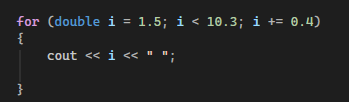 for (double i = 1.5; i < 10.3; i += 0.4)
{
    cout << i << " ";

}